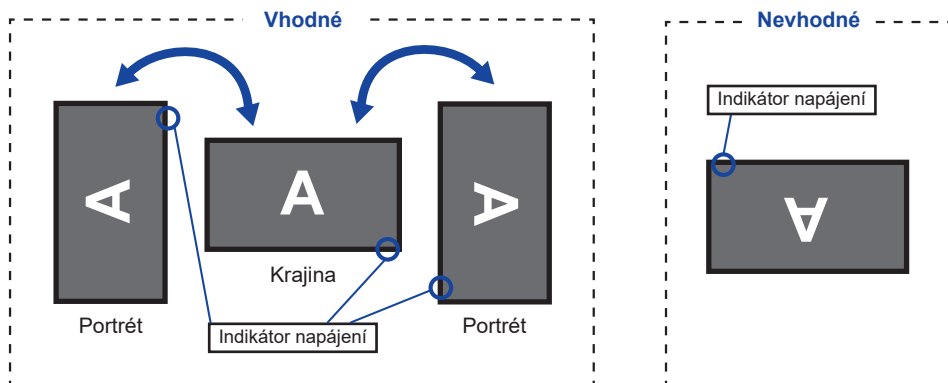 Vhodné
Nevhodné
Indikátor napájení
A
A
A
A
Krajina
Portrét
Portrét
Indikátor napájení